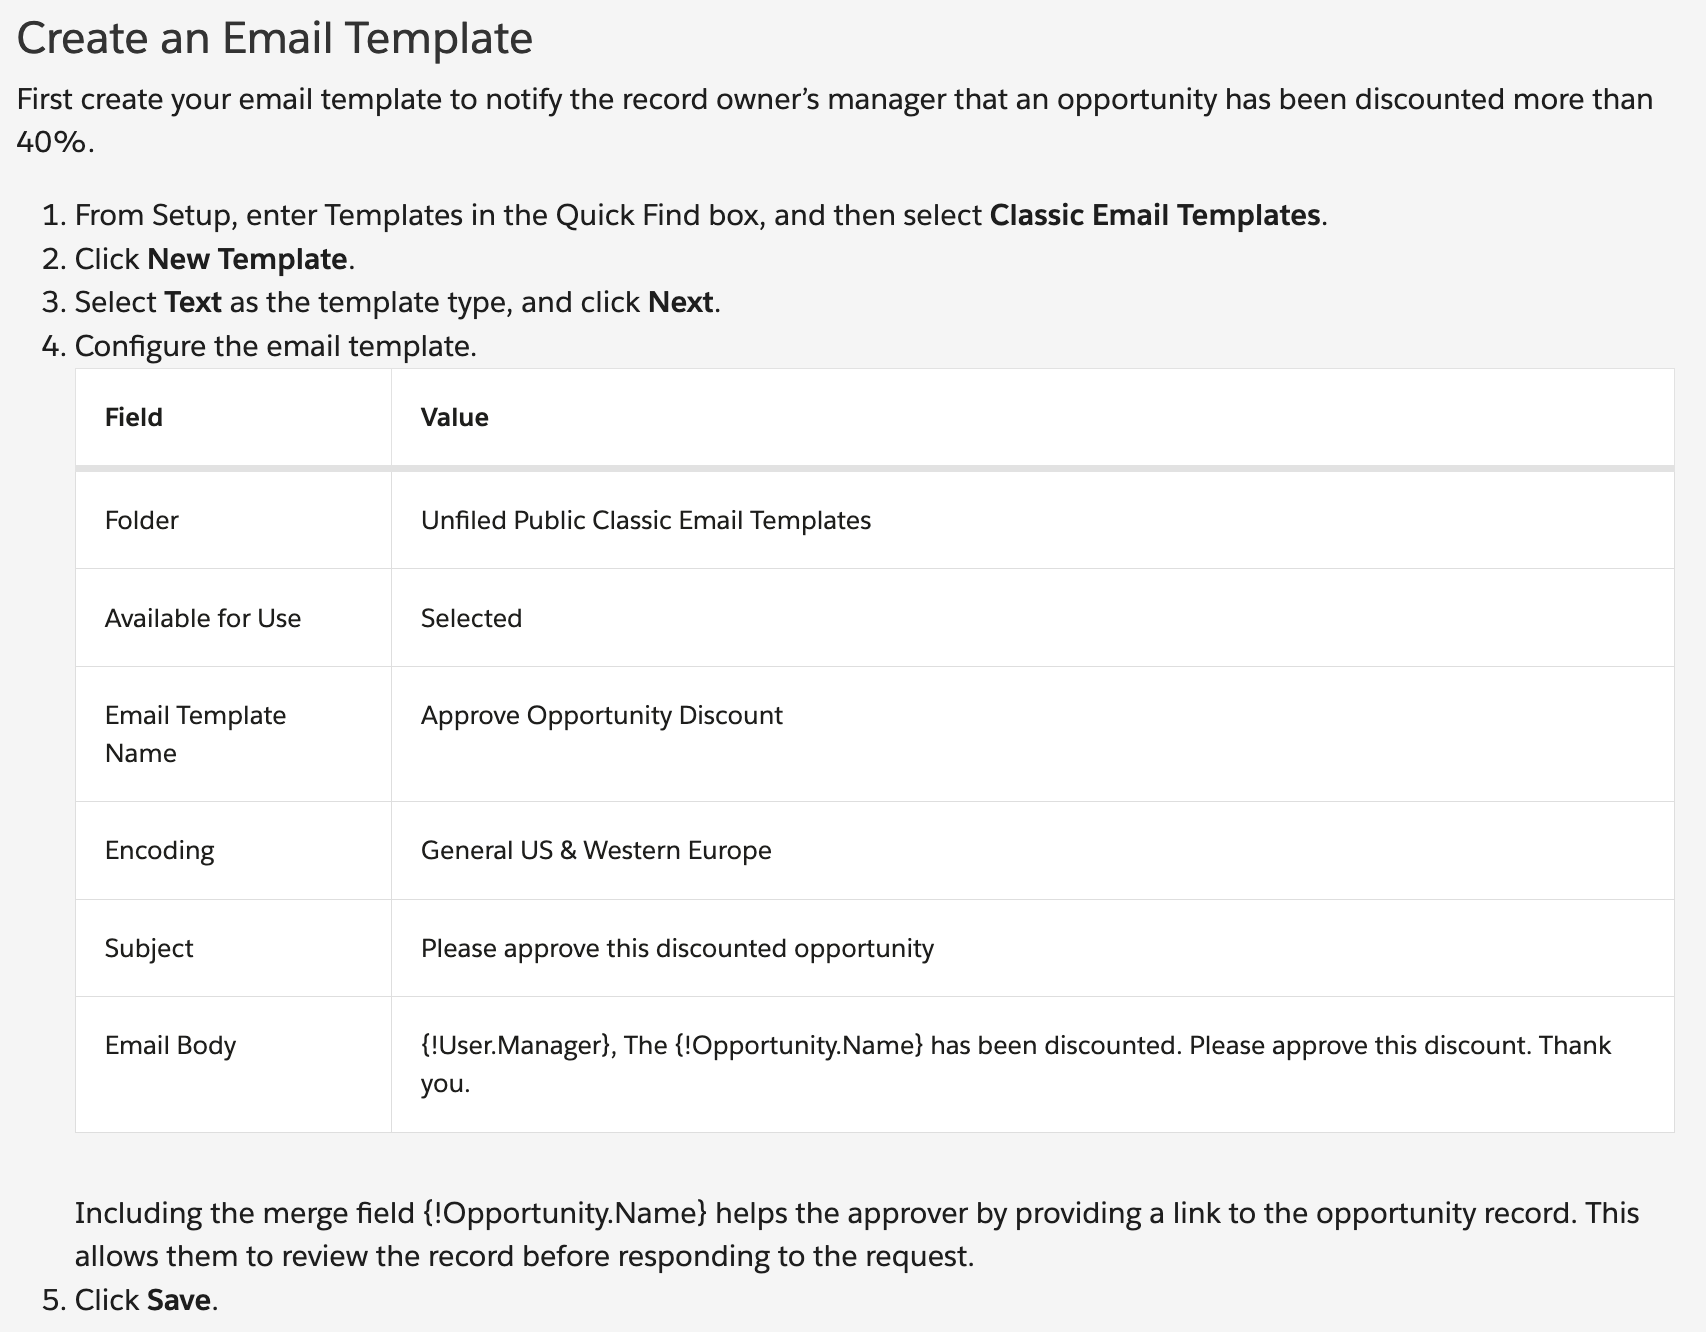 Create an Email Template
First create your email template to notify the record owner’s manager that an opportunity has been discounted more than
40%.
1. From Setup, enter Templates in the Quick Find box, and then select Classic Email Templates.
2. Click New Template.
3. Select Text as the template type, and click Next.
4. Configure the email template.
Field Value
Folder Unfiled Public Classic Email Templates
Available for Use Selected
Email Template Approve Opportunity Discount
Name
Encoding General US & Western Europe
Subject Please approve this discounted opportunity
Email Body {!User.Manager}, The {!Opportunity.Name} has been discounted. Please approve this discount. Thank
you.
Including the merge field {!Opportunity.Name} helps the approver by providing a link to the opportunity record. This
allows them to review the record before responding to the request.
5. Click Save.